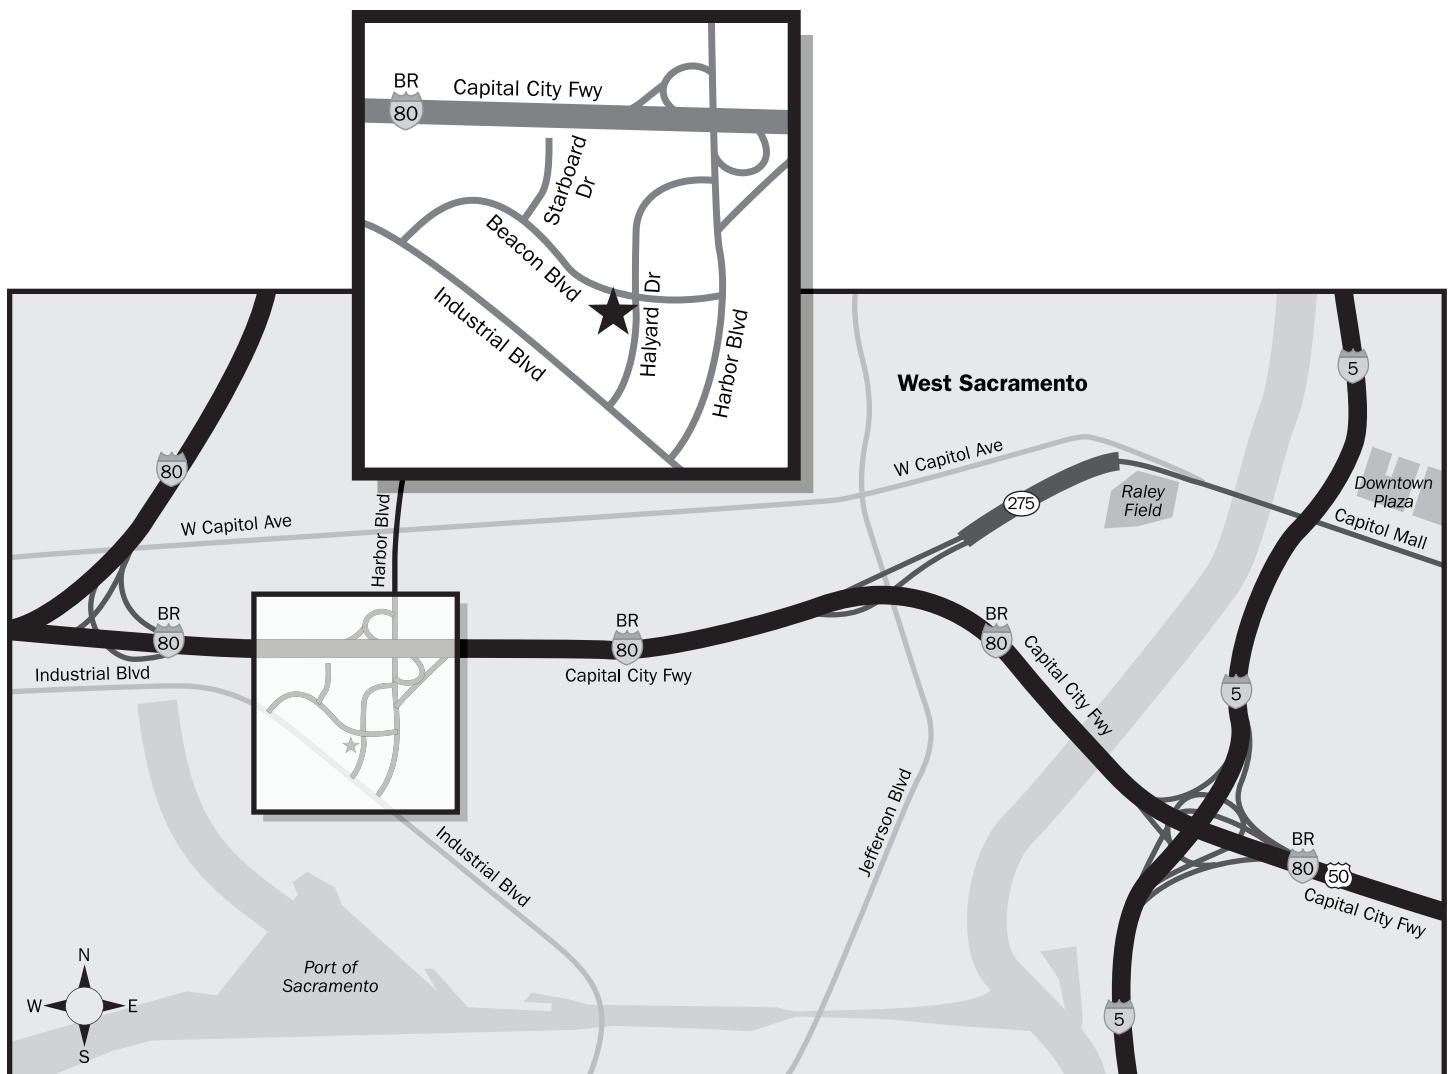 BR
80
Capital City Fwy
Starboard
Dr
Beacon Blvd
Industrial Blvd
Halyard Dr
Harbor Blvd
5
West Sacramento
80
W Capitol Ave
275
Raley
Field
Downtown
Plaza
Capitol Mall
W Capitol Ave
Harbor Blvd
BR
80
Industrial Blvd
BR
80
Capital City Fwy
BR
80
Capital City Fwy
5
Jefferson Blvd
Industrial Blvd
BR
80
50
Capital City Fwy
Port of
Sacramento
N
W
E
S
5